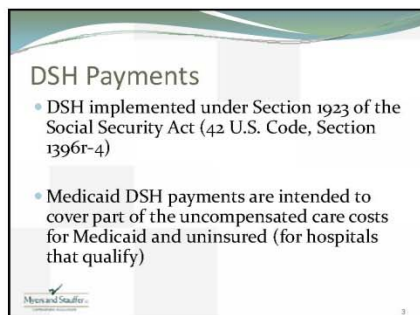 DSH Payments
• DSH implemented under Section 1923 of the
Social Security Act (42 U.S. Code, Section
1396r-4)
• Medicaid DSH payments are intended to
cover part of the uncompensated care costs
for Medicaid and uninsured (for hospitals
that qualify)
Myers and Stauffer
3